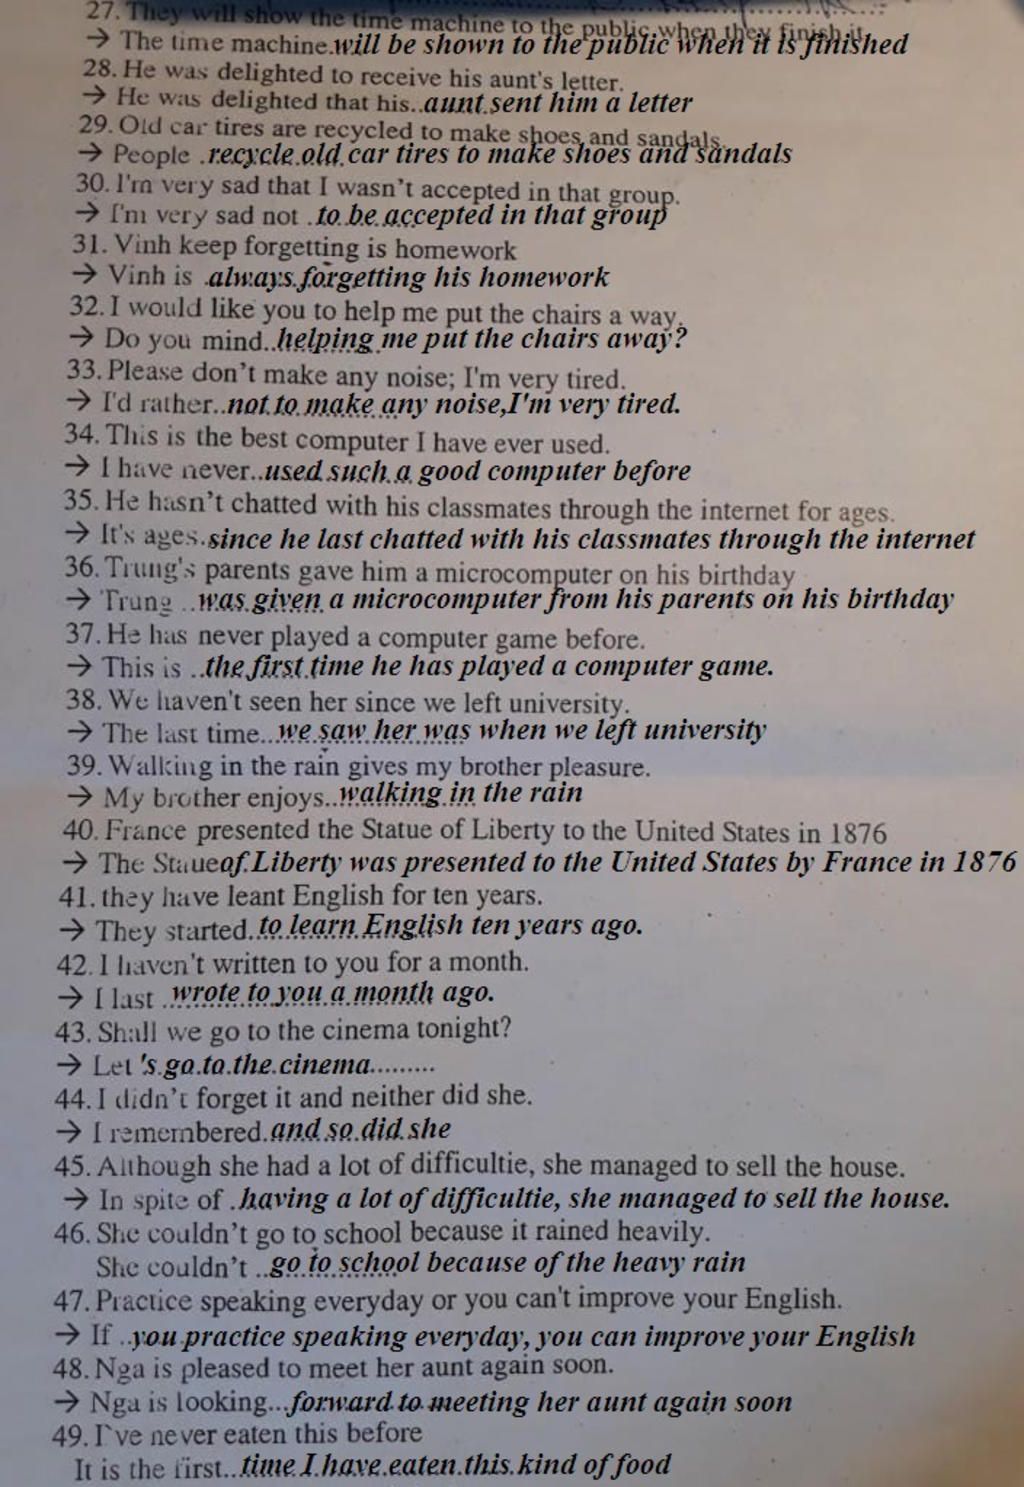 27. They will show the time machine to the public when they finish it
→ The time machine.will be shown to the public when it is finished
28. He was delighted to receive his aunt's letter.
→ He was delighted that his..aunt sent him a letter
29. Old car tires are recycled to make shoes and sandals.
→ People .recycle old car tires to make shoes and sandals
30. I'm very sad that I wasn't accepted in that group.
→ I'm very sad not .to be accepted in that group
31. Vinh keep forgetting is homework
→ Vinh is .always forgetting his homework
32. I would like you to help me put the chairs a way.
→ Do you mind..helping me put the chairs away?
33. Please don't make any noise; I'm very tired.
→ I'd rather..not to make any noise,I'm very tired.
34. This is the best computer I have ever used.
→ I have never..used such a good computer before
35. He hasn't chatted with his classmates through the internet for ages.
→ It's ages.since he last chatted with his classmates through the internet
36. Trung's parents gave him a microcomputer on his birthday
→ Trung ..was given a microcomputer from his parents on his birthday
37. He has never played a computer game before.
→ This is ..the first time he has played a computer game.
38. We haven't seen her since we left university.
→ The last time...we saw her was when we left university
39. Walking in the rain gives my brother pleasure.
→ My brother enjoys..walking in the rain
40. France presented the Statue of Liberty to the United States in 1876
→ The Staueof Liberty was presented to the United States by France in 1876
41. they have leant English for ten years.
→ They started.to learn English ten years ago.
42. I haven't written to you for a month.
→ I last .wrote to you a month ago.
43. Shall we go to the cinema tonight?
→ Let 's go to the cinema.........
44. I didn't forget it and neither did she.
→ I remembered.and so did she
45. Although she had a lot of difficultie, she managed to sell the house.
→ In spite of .having a lot of difficultie, she managed to sell the house.
46. She couldn't go to school because it rained heavily.
She couldn't ..go to school because of the heavy rain
47. Practice speaking everyday or you can't improve your English.
→ If ..you practice speaking everyday, you can improve your English
48. Nga is pleased to meet her aunt again soon.
→ Nga is looking...forward to meeting her aunt again soon
49. I've never eaten this before
It is the first..time I have eaten this kind of food